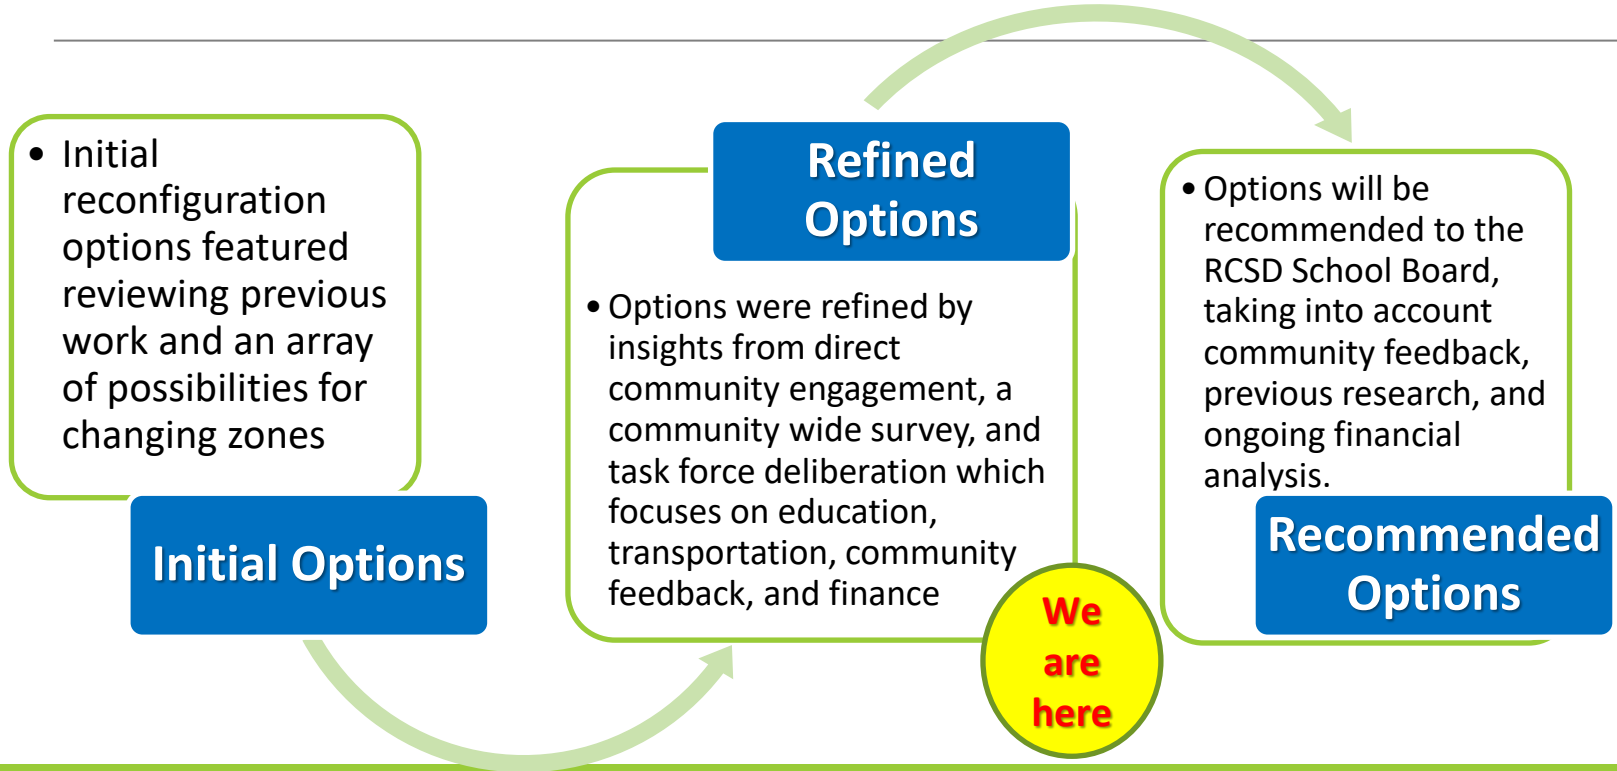 • Initial
reconfiguration
options featured
reviewing previous
work and an array
of possibilities for
changing zones
Initial Options
Refined
Options
• Options were refined by
insights from direct
community engagement, a
community wide survey, and
task force deliberation which
focuses on education,
transportation, community
feedback, and finance
We
are
here
• Options will be
recommended to the
RCSD School Board,
taking into account
community feedback,
previous research, and
ongoing financial
analysis.
Recommended
Options